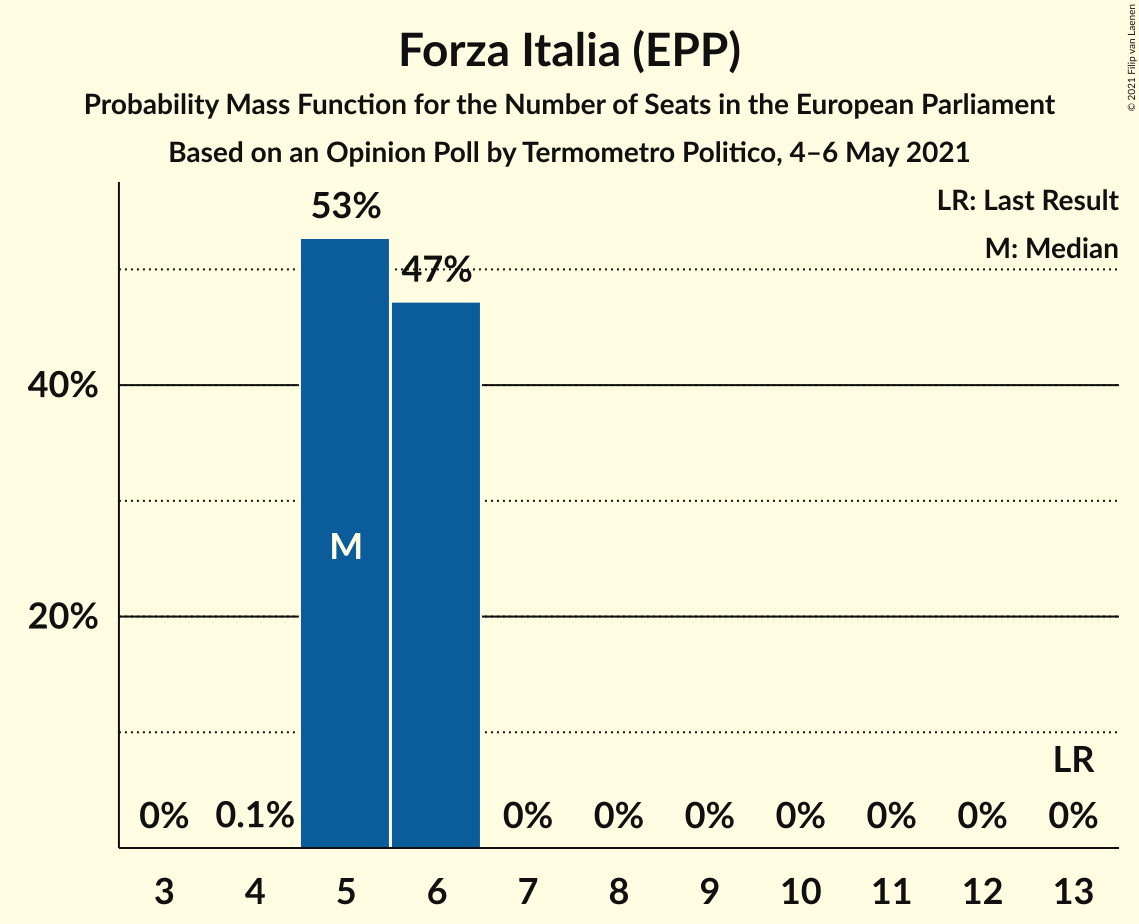 Forza Italia (EPP)
Probability Mass Function for the Number of Seats in the European Parliament
Based on an Opinion Poll by Termometro Politico, 4–6 May 2021
© 2021 Filip van Laenen
LR: Last Result
M: Median
53%
47%
40%
M
20%
LR
0% 0.1% 0% 0% 0% 0% 0% 0% 0%
3 4 5 6 7 8 9 10 11 12 13